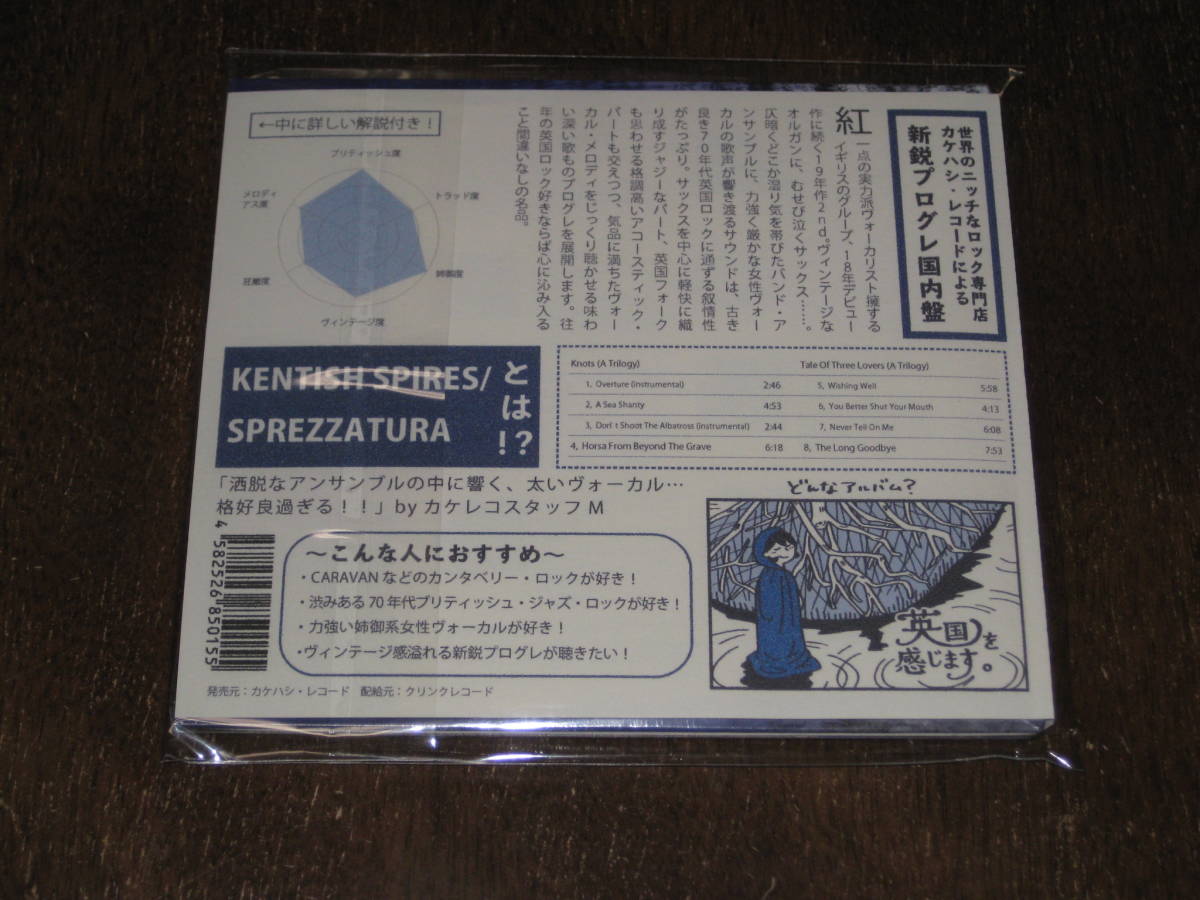 世界のニッチなロック専門店
カケハシ・レコードによる
新鋭プログレ国内盤
紅一点の実力派ヴォーカリスト擁する
イギリスのグループ、18年デビュー
作に続く19年作2nd。ヴィンテージな
オルガンに、むせび泣くサックス……。
仄暗くどこか湿り気を帯びたバンド・ア
ンサンブルに、力強く厳かな女性ヴォー
カルの歌声が響き渡るサウンドは、古き
良き70年代英国ロックに通ずる叙情性
がたっぷり。サックスを中心に軽快に織
り成すジャジーなパート、英国フォーク
も思わせる格調高いアコースティック・
パートも交えつつ、気品に満ちたヴォー
カル・メロディをじっくり聴かせる味わ
い深い歌ものプログレを展開します。往
年の英国ロック好きならば心に沁み入る
こと間違いなしの名品。
←中に詳しい解説付き!
ブリティッシュ度
トラッド度
姉御度
ヴィンテージ度
狂騒度
メロディ
アス度
KENTISH SPIRES/
SPREZZATURA
とは!?
Knots (A Trilogy)
1, Overture (instrumental) 2:46
2, A Sea Shanty 4:53
3, Don't Shoot The Albatross (instrumental) 2:44
4, Horsa From Beyond The Grave 6:18
Tale Of Three Lovers (A Trilogy)
5, Wishing Well 5:58
6, You Better Shut Your Mouth 4:13
7, Never Tell On Me 6:08
8, The Long Goodbye 7:53
「洒脱なアンサンブルの中に響く、太いヴォーカル…
格好良過ぎる!!」by カケレコスタッフ M
4 582526 850155
~こんな人におすすめ~
・CARAVANなどのカンタベリー・ロックが好き!
・渋みある70年代ブリティッシュ・ジャズ・ロックが好き!
・力強い姉御系女性ヴォーカルが好き!
・ヴィンテージ感溢れる新鋭プログレが聴きたい!
どんなアルバム?
英国を
感じます。
発売元:カケハシ・レコード 配給元:クリンクレコード